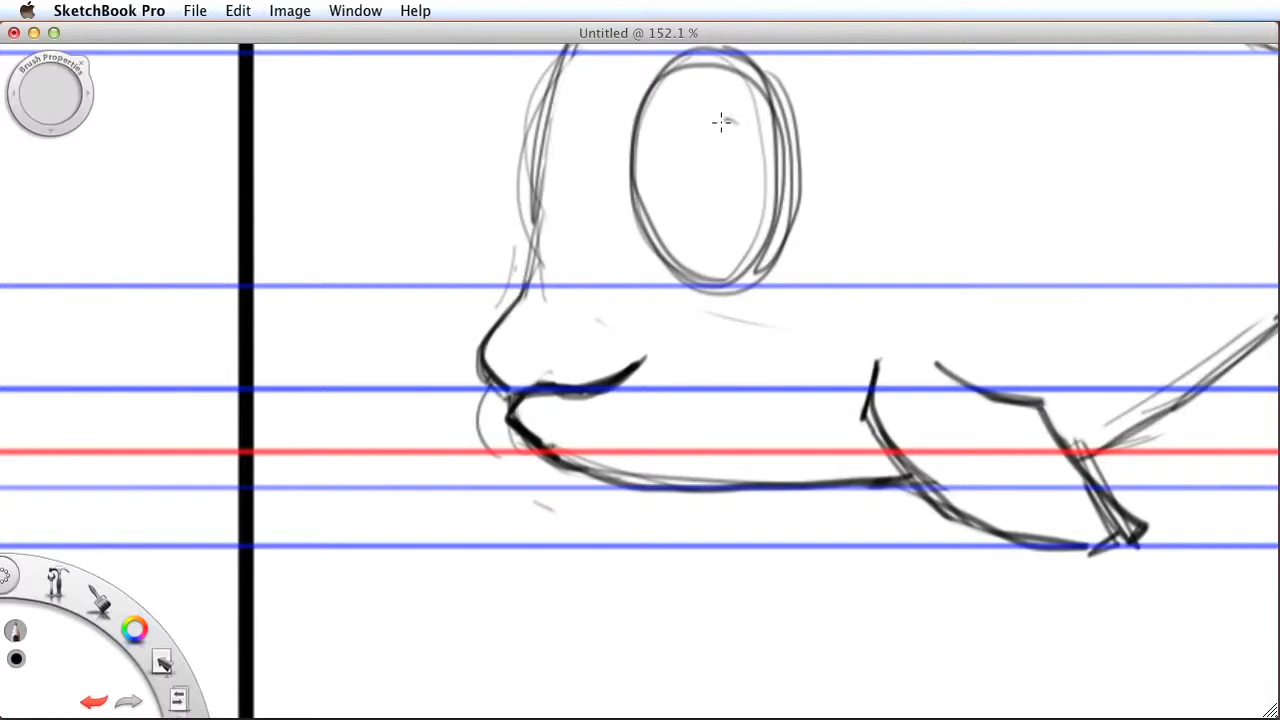 SketchBook Pro File Edit Image Window Help
Untitled @ 152.1 %
Brush Properties